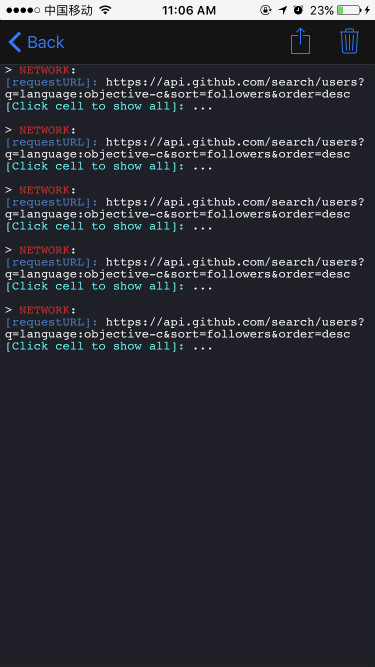 中国移动 11:06 AM 23%
Back
> NETWORK:
[requestURL]: https://api.github.com/search/users?
q=language:objective-c&sort=followers&order=desc
[Click cell to show all]: ...
> NETWORK:
[requestURL]: https://api.github.com/search/users?
q=language:objective-c&sort=followers&order=desc
[Click cell to show all]: ...
> NETWORK:
[requestURL]: https://api.github.com/search/users?
q=language:objective-c&sort=followers&order=desc
[Click cell to show all]: ...
> NETWORK:
[requestURL]: https://api.github.com/search/users?
q=language:objective-c&sort=followers&order=desc
[Click cell to show all]: ...
> NETWORK:
[requestURL]: https://api.github.com/search/users?
q=language:objective-c&sort=followers&order=desc
[Click cell to show all]: ...